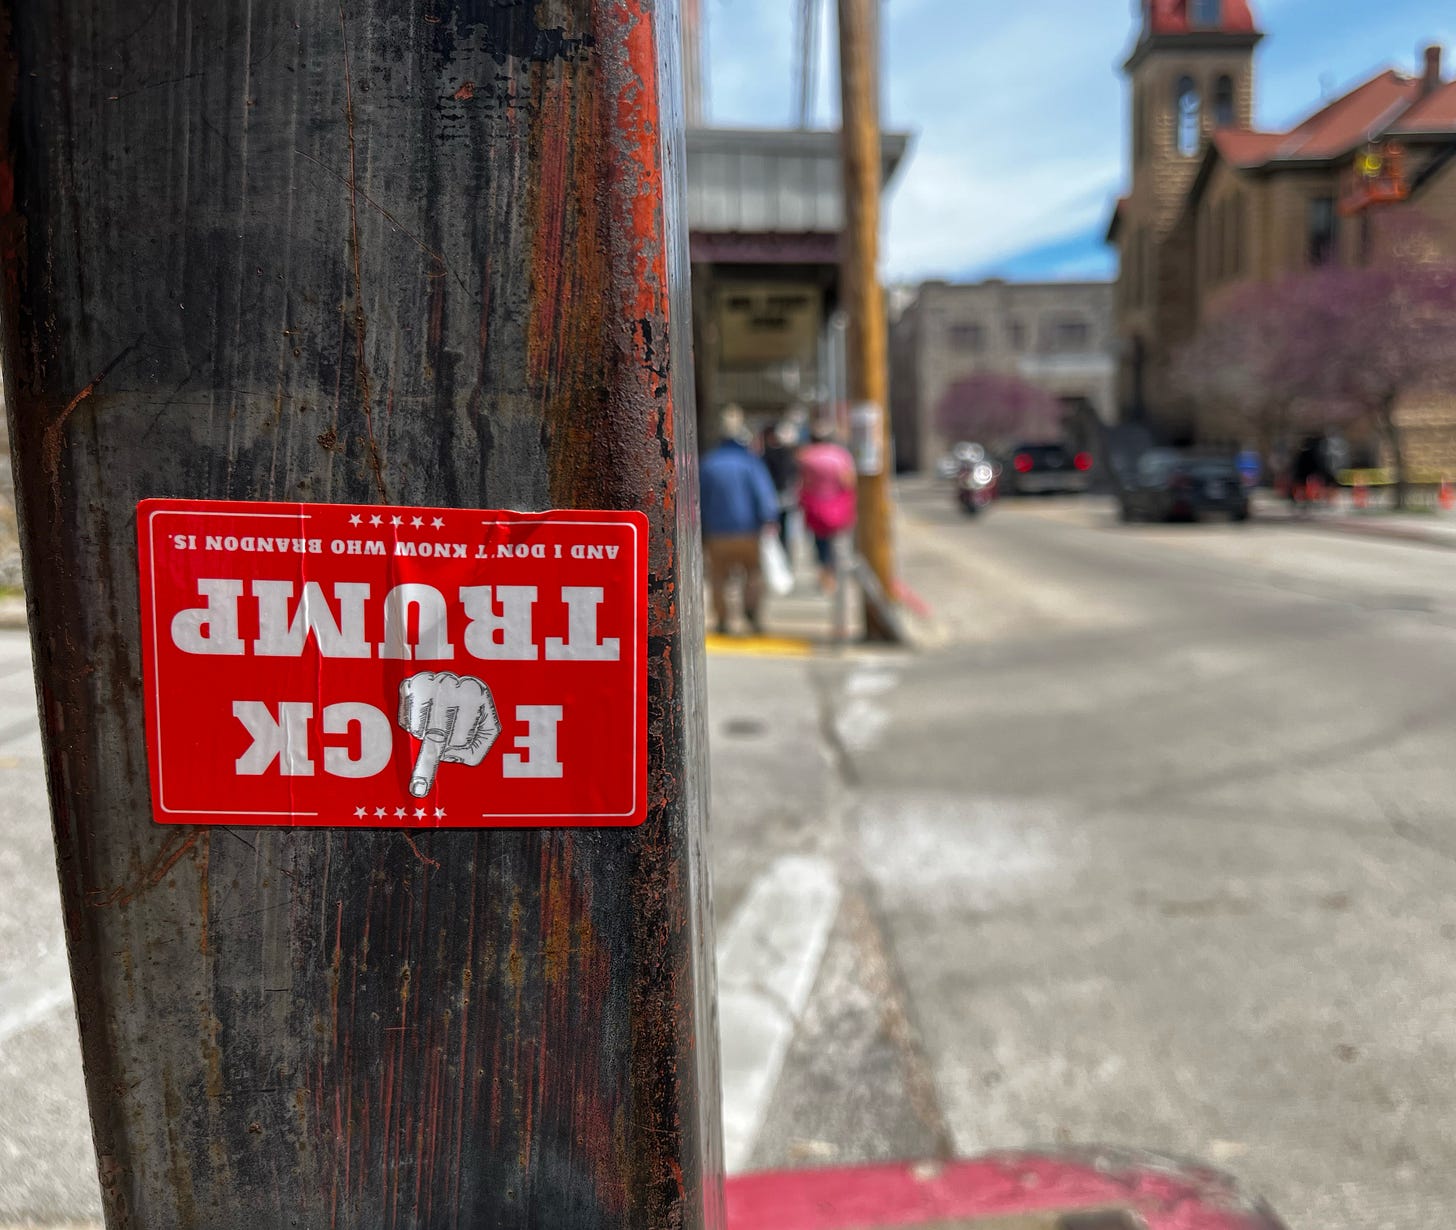 F CK
TRUMP
AND I DON'T KNOW WHO BRANDON IS.